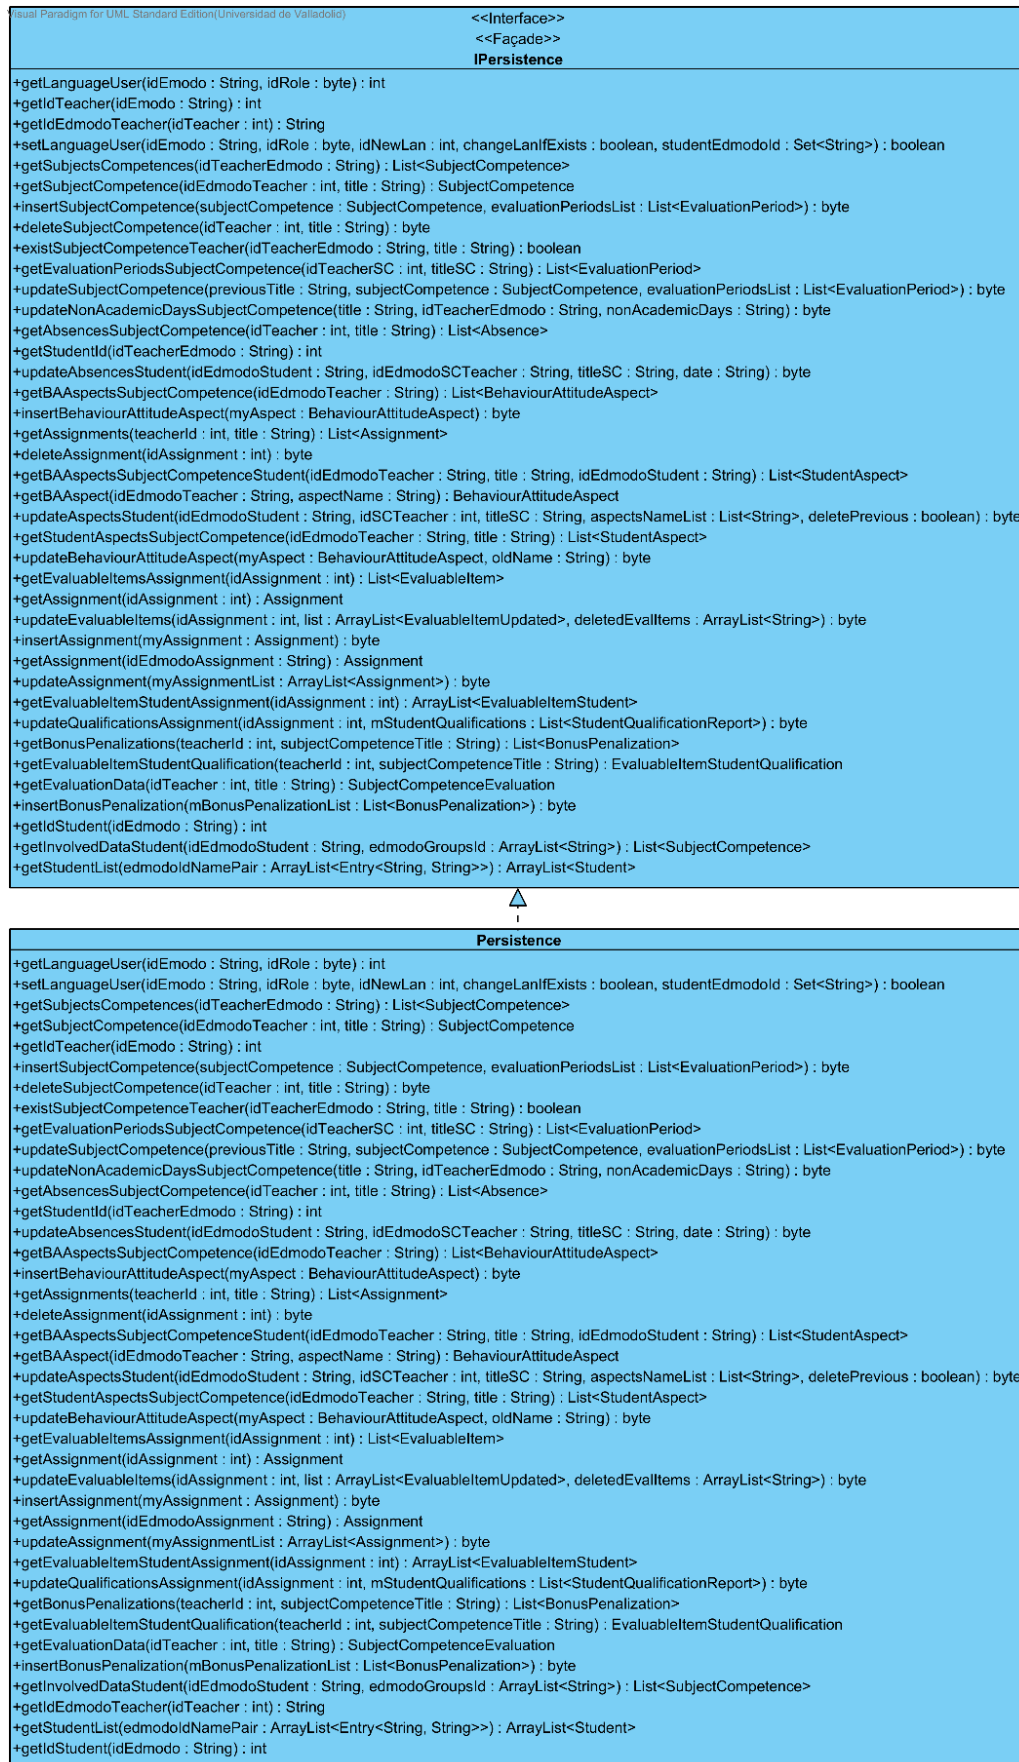 Visual Paradigm for UML Standard Edition(Universidad de Valladolid)
<<Interface>>
<<Façade>>
IPersistence
+getLanguageUser(idEmodo : String, idRole : byte) : int
+getIdTeacher(idEmodo : String) : int
+getIdEdmodoTeacher(idTeacher : int) : String
+setLanguageUser(idEmodo : String, idRole : byte, idNewLan : int, changeLanIfExists : boolean, studentEdmodoId : Set<String>) : boolean
+getSubjectsCompetences(idTeacherEdmodo : String) : List<SubjectCompetence>
+getSubjectCompetence(idEdmodoTeacher : int, title : String) : SubjectCompetence
+insertSubjectCompetence(subjectCompetence : SubjectCompetence, evaluationPeriodsList : List<EvaluationPeriod>) : byte
+deleteSubjectCompetence(idTeacher : int, title : String) : byte
+existSubjectCompetenceTeacher(idTeacherEdmodo : String, title : String) : boolean
+getEvaluationPeriodsSubjectCompetence(idTeacherSC : int, titleSC : String) : List<EvaluationPeriod>
+updateSubjectCompetence(previousTitle : String, subjectCompetence : SubjectCompetence, evaluationPeriodsList : List<EvaluationPeriod>) : byte
+updateNonAcademicDaysSubjectCompetence(title : String, idTeacherEdmodo : String, nonAcademicDays : String) : byte
+getAbsencesSubjectCompetence(idTeacher : int, title : String) : List<Absence>
+getStudentId(idTeacherEdmodo : String) : int
+updateAbsencesStudent(idEdmodoStudent : String, idEdmodoSCTeacher : String, titleSC : String, date : String) : byte
+getBAAspectsSubjectCompetence(idEdmodoTeacher : String) : List<BehaviourAttitudeAspect>
+insertBehaviourAttitudeAspect(myAspect : BehaviourAttitudeAspect) : byte
+getAssignments(teacherId : int, title : String) : List<Assignment>
+deleteAssignment(idAssignment : int) : byte
+getBAAspectsSubjectCompetenceStudent(idEdmodoTeacher : String, title : String, idEdmodoStudent : String) : List<StudentAspect>
+getBAAspect(idEdmodoTeacher : String, aspectName : String) : BehaviourAttitudeAspect
+updateAspectsStudent(idEdmodoStudent : String, idSCTeacher : int, titleSC : String, aspectsNameList : List<String>, deletePrevious : boolean) : byte
+getStudentAspectsSubjectCompetence(idEdmodoTeacher : String, title : String) : List<StudentAspect>
+updateBehaviourAttitudeAspect(myAspect : BehaviourAttitudeAspect, oldName : String) : byte
+getEvaluableItemsAssignment(idAssignment : int) : List<EvaluableItem>
+getAssignment(idAssignment : int) : Assignment
+updateEvaluableItems(idAssignment : int, list : ArrayList<EvaluableItemUpdated>, deletedEvalItems : ArrayList<String>) : byte
+insertAssignment(myAssignment : Assignment) : byte
+getAssignment(idEdmodoAssignment : String) : Assignment
+updateAssignment(myAssignmentList : ArrayList<Assignment>) : byte
+getEvaluableItemStudentAssignment(idAssignment : int) : ArrayList<EvaluableItemStudent>
+updateQualificationsAssignment(idAssignment : int, mStudentQualifications : List<StudentQualificationReport>) : byte
+getBonusPenalizations(teacherId : int, subjectCompetenceTitle : String) : List<BonusPenalization>
+getEvaluableItemStudentQualification(teacherId : int, subjectCompetenceTitle : String) : EvaluableItemStudentQualification
+getEvaluationData(idTeacher : int, title : String) : SubjectCompetenceEvaluation
+insertBonusPenalization(mBonusPenalizationList : List<BonusPenalization>) : byte
+getIdStudent(idEdmodo : String) : int
+getInvolvedDataStudent(idEdmodoStudent : String, edmodoGroupsId : ArrayList<String>) : List<SubjectCompetence>
+getStudentList(edmodoIdNamePair : ArrayList<Entry<String, String>>) : ArrayList<Student>
Persistence
+getLanguageUser(idEmodo : String, idRole : byte) : int
+setLanguageUser(idEmodo : String, idRole : byte, idNewLan : int, changeLanIfExists : boolean, studentEdmodoId : Set<String>) : boolean
+getSubjectsCompetences(idTeacherEdmodo : String) : List<SubjectCompetence>
+getSubjectCompetence(idEdmodoTeacher : int, title : String) : SubjectCompetence
+getIdTeacher(idEmodo : String) : int
+insertSubjectCompetence(subjectCompetence : SubjectCompetence, evaluationPeriodsList : List<EvaluationPeriod>) : byte
+deleteSubjectCompetence(idTeacher : int, title : String) : byte
+existSubjectCompetenceTeacher(idTeacherEdmodo : String, title : String) : boolean
+getEvaluationPeriodsSubjectCompetence(idTeacherSC : int, titleSC : String) : List<EvaluationPeriod>
+updateSubjectCompetence(previousTitle : String, subjectCompetence : SubjectCompetence, evaluationPeriodsList : List<EvaluationPeriod>) : byte
+updateNonAcademicDaysSubjectCompetence(title : String, idTeacherEdmodo : String, nonAcademicDays : String) : byte
+getAbsencesSubjectCompetence(idTeacher : int, title : String) : List<Absence>
+getStudentId(idTeacherEdmodo : String) : int
+updateAbsencesStudent(idEdmodoStudent : String, idEdmodoSCTeacher : String, titleSC : String, date : String) : byte
+getBAAspectsSubjectCompetence(idEdmodoTeacher : String) : List<BehaviourAttitudeAspect>
+insertBehaviourAttitudeAspect(myAspect : BehaviourAttitudeAspect) : byte
+getAssignments(teacherId : int, title : String) : List<Assignment>
+deleteAssignment(idAssignment : int) : byte
+getBAAspectsSubjectCompetenceStudent(idEdmodoTeacher : String, title : String, idEdmodoStudent : String) : List<StudentAspect>
+getBAAspect(idEdmodoTeacher : String, aspectName : String) : BehaviourAttitudeAspect
+updateAspectsStudent(idEdmodoStudent : String, idSCTeacher : int, titleSC : String, aspectsNameList : List<String>, deletePrevious : boolean) : byte
+getStudentAspectsSubjectCompetence(idEdmodoTeacher : String, title : String) : List<StudentAspect>
+updateBehaviourAttitudeAspect(myAspect : BehaviourAttitudeAspect, oldName : String) : byte
+getEvaluableItemsAssignment(idAssignment : int) : List<EvaluableItem>
+getAssignment(idAssignment : int) : Assignment
+updateEvaluableItems(idAssignment : int, list : ArrayList<EvaluableItemUpdated>, deletedEvalItems : ArrayList<String>) : byte
+insertAssignment(myAssignment : Assignment) : byte
+getAssignment(idEdmodoAssignment : String) : Assignment
+updateAssignment(myAssignmentList : ArrayList<Assignment>) : byte
+getEvaluableItemStudentAssignment(idAssignment : int) : ArrayList<EvaluableItemStudent>
+updateQualificationsAssignment(idAssignment : int, mStudentQualifications : List<StudentQualificationReport>) : byte
+getBonusPenalizations(teacherId : int, subjectCompetenceTitle : String) : List<BonusPenalization>
+getEvaluableItemStudentQualification(teacherId : int, subjectCompetenceTitle : String) : EvaluableItemStudentQualification
+getEvaluationData(idTeacher : int, title : String) : SubjectCompetenceEvaluation
+insertBonusPenalization(mBonusPenalizationList : List<BonusPenalization>) : byte
+getInvolvedDataStudent(idEdmodoStudent : String, edmodoGroupsId : ArrayList<String>) : List<SubjectCompetence>
+getIdEdmodoTeacher(idTeacher : int) : String
+getStudentList(edmodoIdNamePair : ArrayList<Entry<String, String>>) : ArrayList<Student>
+getIdStudent(idEdmodo : String) : int